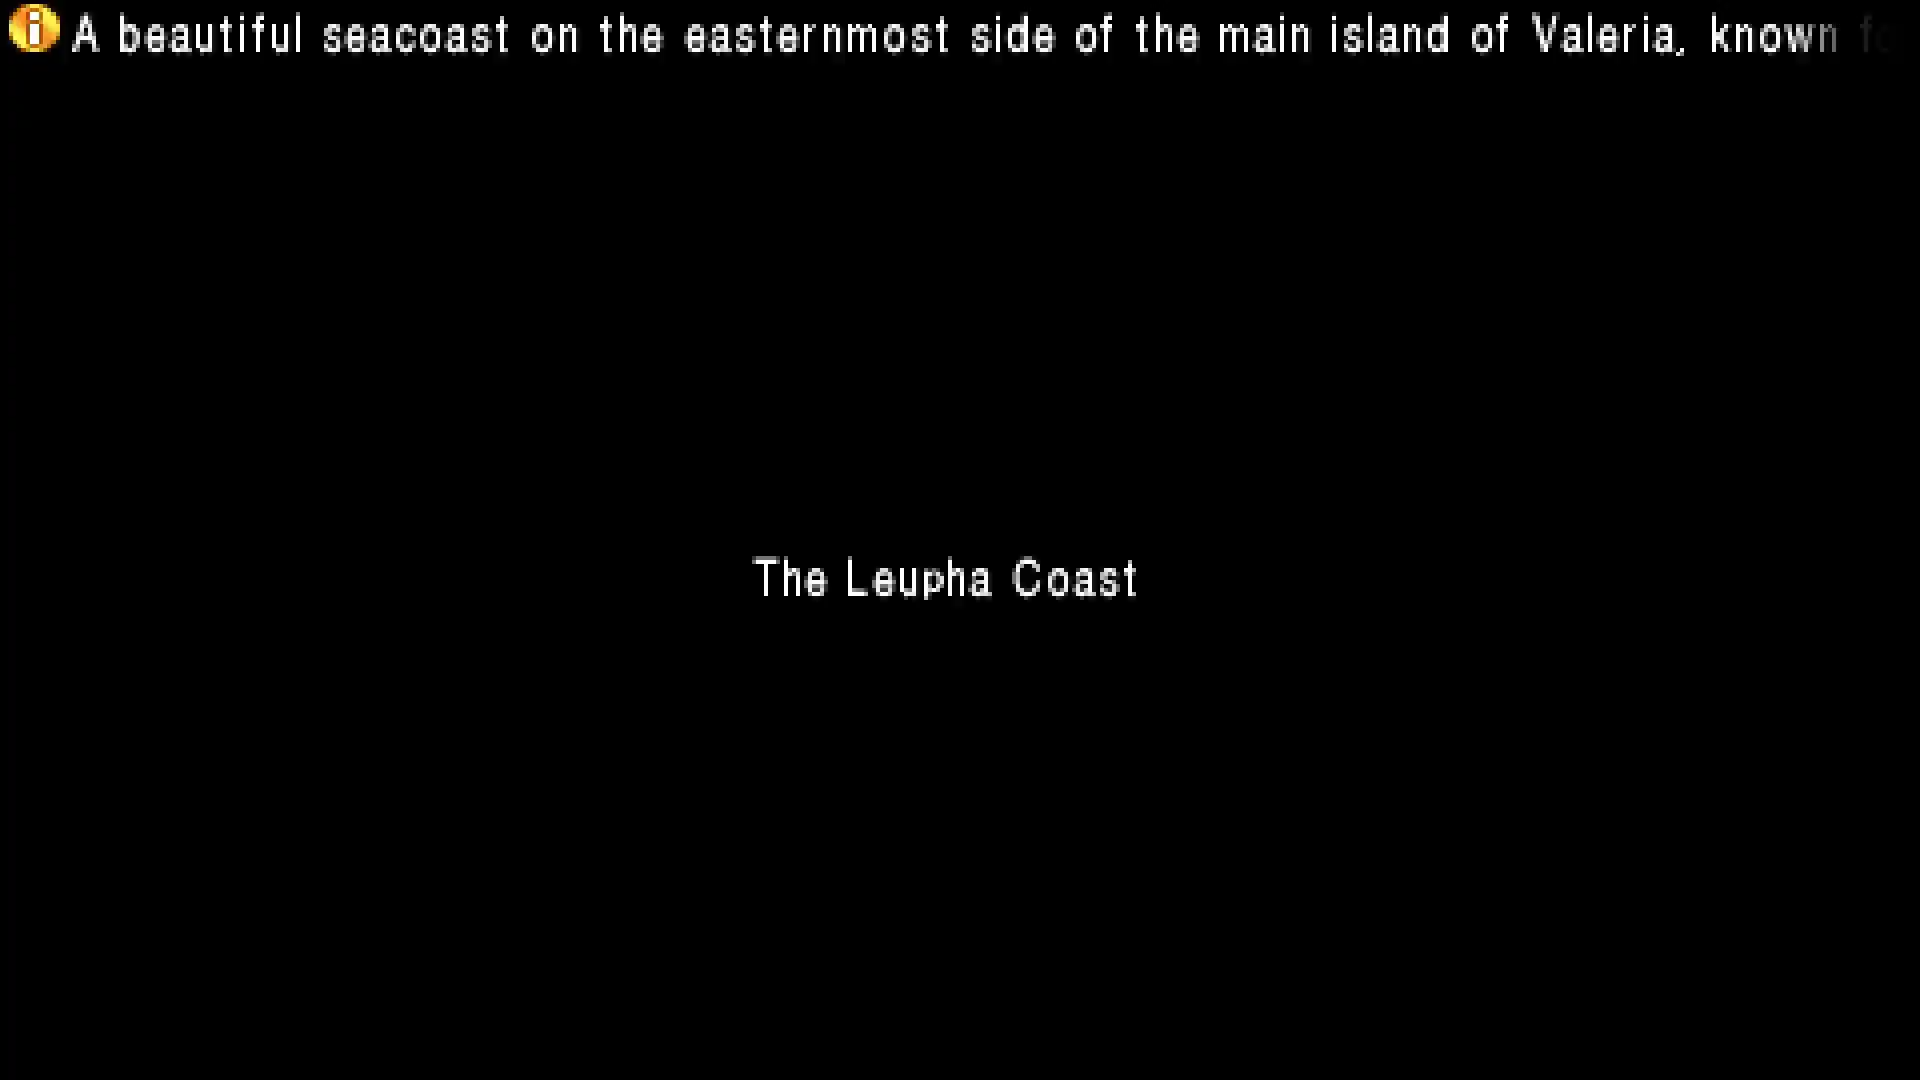 A beautiful seacoast on the easternmost side of the main island of Valeria, known
The Leupha Coast